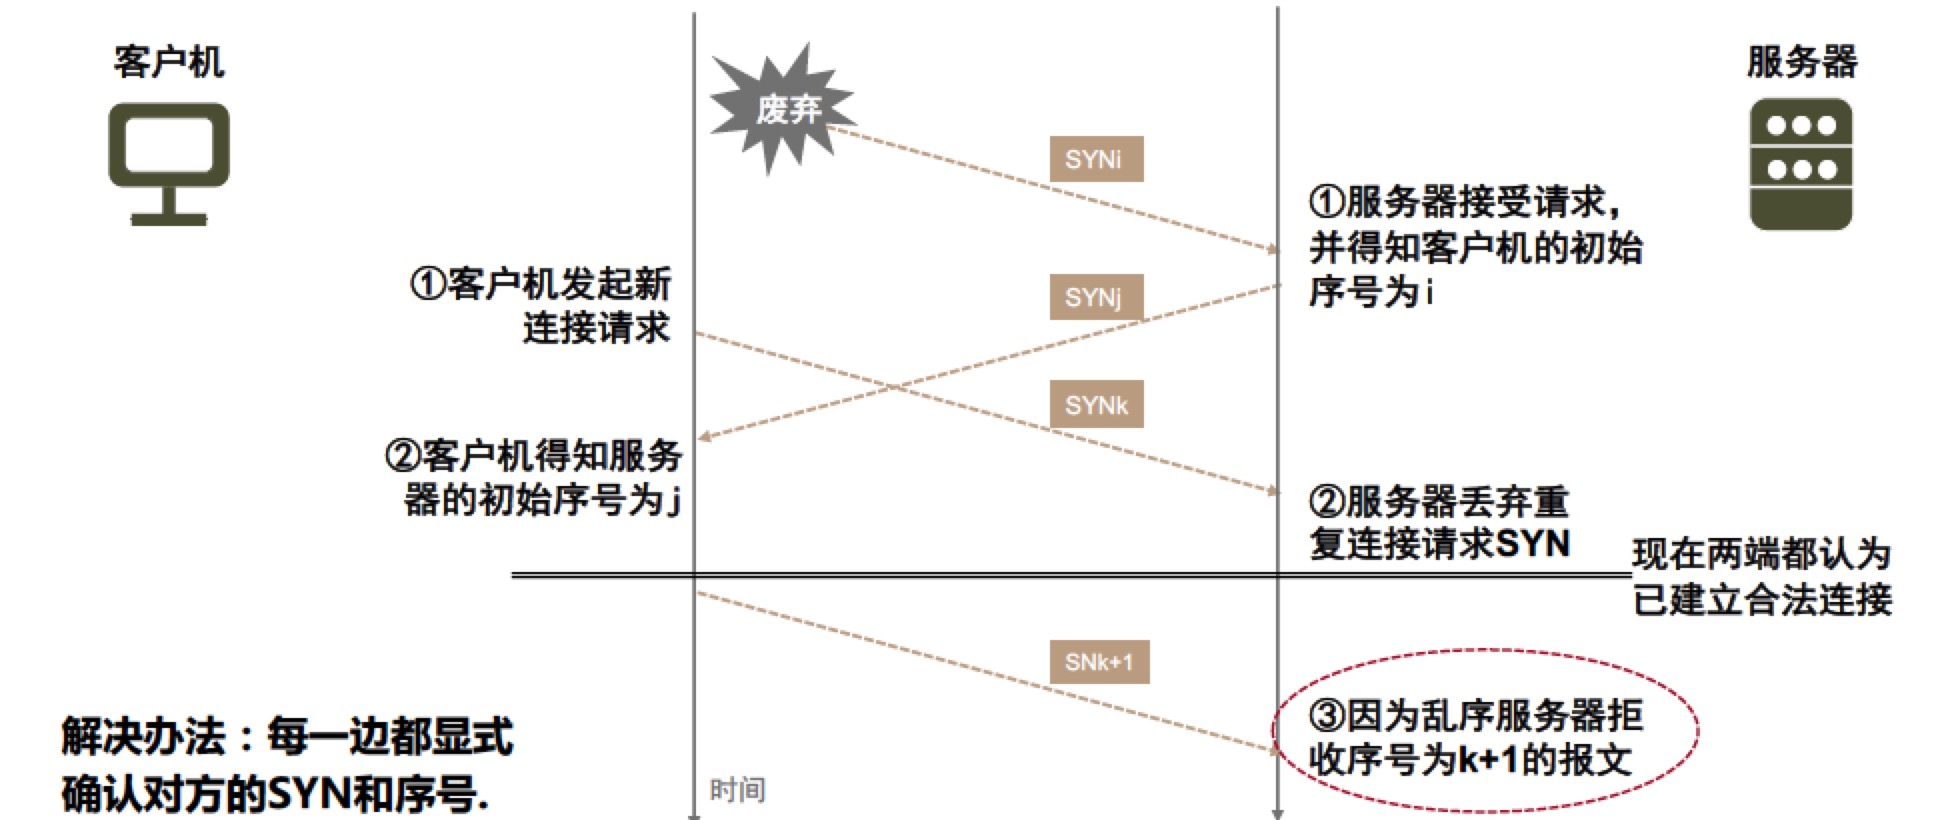 客户机
服务器
废弃
SYNi
①服务器接受请求，
并得知客户机的初始
序号为i
①客户机发起新
连接请求
SYNj
SYNk
②客户机得知服务
器的初始序号为j
②服务器丢弃重
复连接请求SYN
现在两端都认为
已建立合法连接
SNk+1
③因为乱序服务器拒
收序号为k+1的报文
解决办法：每一边都显式
确认对方的SYN和序号.
时间